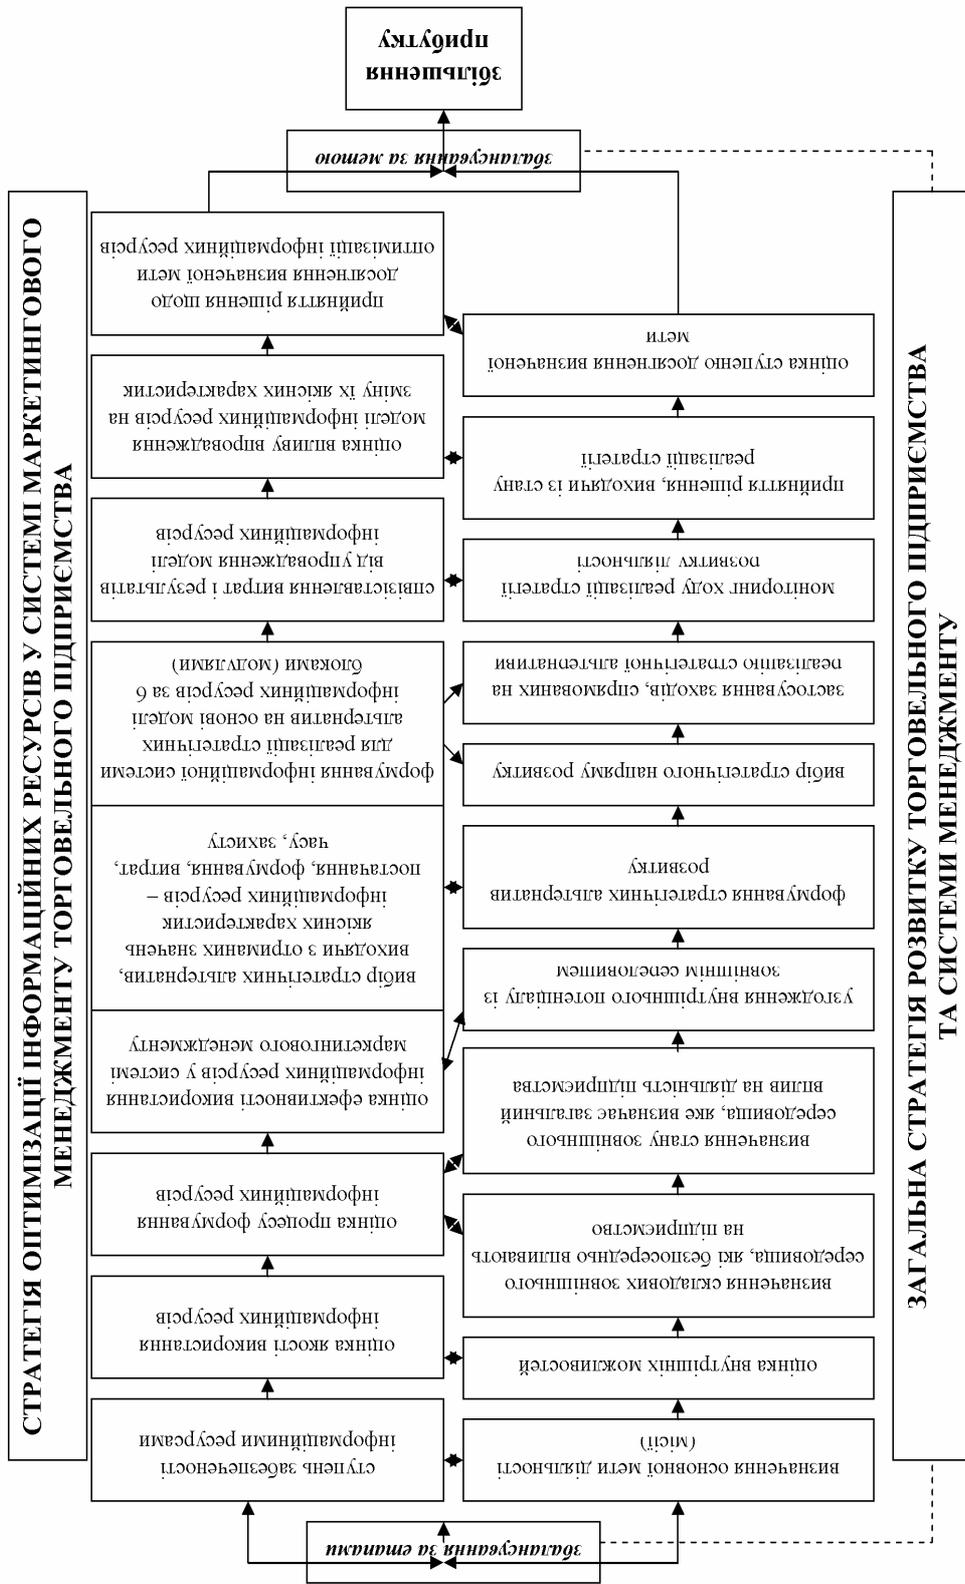 збільшення
прибутку
збалансування за метою
СТРАТЕГІЯ ОПТИМІЗАЦІЇ ІНФОРМАЦІЙНИХ РЕСУРСІВ У СИСТЕМІ МАРКЕТИНГОВОГО
МЕНЕДЖМЕНТУ ТОРГОВЕЛЬНОГО ПІДПРИЄМСТВА
прийняття рішення щодо
досягнення визначеної мети
оптимізації інформаційних ресурсів
оцінка впливу впровадження
моделі інформаційних ресурсів на
зміну їх якісних характеристик
співзіставлення витрат і результатів
від упровадження моделі
інформаційних ресурсів
формування інформаційної системи
для реалізації стратегічних
альтернатив на основі моделі
інформаційних ресурсів за 6
блоками (модулями)
вибір стратегічних альтернатив,
виходячи з отриманих значень
якісних характеристик
інформаційних ресурсів –
постачання, формування, витрат,
часу, захисту
оцінка ефективності використання
інформаційних ресурсів у системі
маркетингового менеджменту
оцінка процесу формування
інформаційних ресурсів
оцінка якості використання
інформаційних ресурсів
ступень забезпеченості
інформаційними ресурсами
оцінка ступеню досягнення визначеної
мети
прийняття рішення, виходячи із стану
реалізації стратегії
моніторинг ходу реалізації стратегії
розвитку діяльності
застосування заходів, спрямованих на
реалізацію стратегічної альтернативи
вибір стратегічного напряму розвитку
формування стратегічних альтернатив
розвитку
узгодження внутрішнього потенціалу із
зовнішнім середовищем
визначення стану зовнішнього
середовища, яке визначає загальний
вплив на діяльність підприємства
визначення складових зовнішнього
середовища, які безпосередньо впливають
на підприємство
оцінка внутрішніх можливостей
визначення основної мети діяльності
(місії)
збалансування за етапами
ЗАГАЛЬНА СТРАТЕГІЯ РОЗВИТКУ ТОРГОВЕЛЬНОГО ПІДПРИЄМСТВА
ТА СИСТЕМИ МЕНЕДЖМЕНТУ